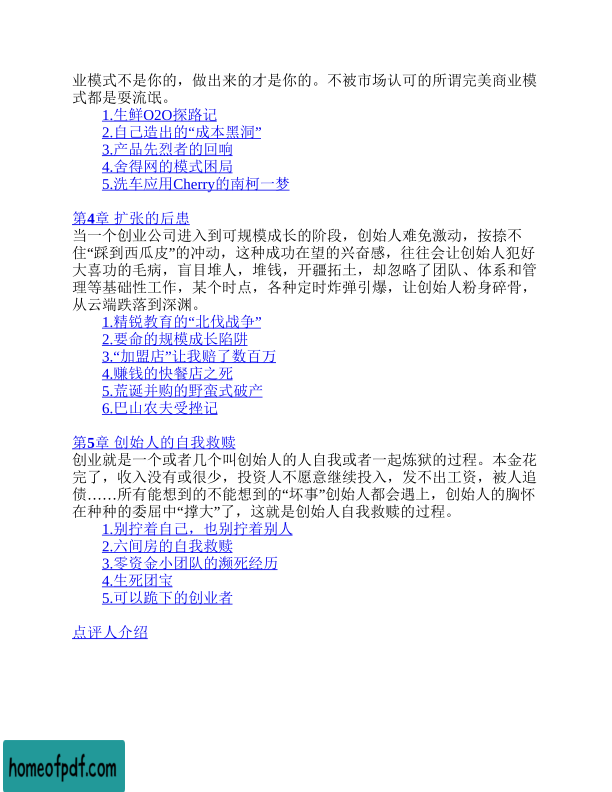 业模式不是你的，做出来的才是你的。不被市场认可的所谓完美商业模
式都是耍流氓。
1.生鲜O2O探路记
2.自己造出的“成本黑洞”
3.产品先烈者的回响
4.舍得网的模式困局
5.洗车应用Cherry的南柯一梦
第4章 扩张的后患
当一个创业公司进入到可规模成长的阶段，创始人难免激动，按捺不
住“踩到西瓜皮”的冲动，这种成功在望的兴奋感，往往会让创始人犯好
大喜功的毛病，盲目堆人，堆钱，开疆拓土，却忽略了团队、体系和管
理等基础性工作，某个时点，各种定时炸弹引爆，让创始人粉身碎骨，
从云端跌落到深渊。
1.精锐教育的“北伐战争”
2.要命的规模成长陷阱
3.“加盟店”让我赔了数百万
4.赚钱的快餐店之死
5.荒诞并购的野蛮式破产
6.巴山农夫受挫记
第5章 创始人的自我救赎
创业就是一个或者几个叫创始人的人自我或者一起炼狱的过程。本金花
完了，收入没有或很少，投资人不愿意继续投入，发不出工资，被人追
债……所有能想到的不能想到的“坏事”创始人都会遇上，创始人的胸怀
在种种的委屈中“撑大”了，这就是创始人自我救赎的过程。
1.别拧着自己，也别拧着别人
2.六间房的自我救赎
3.零资金小团队的濒死经历
4.生死团宝
5.可以跪下的创业者
点评人介绍
homeofpdf.com